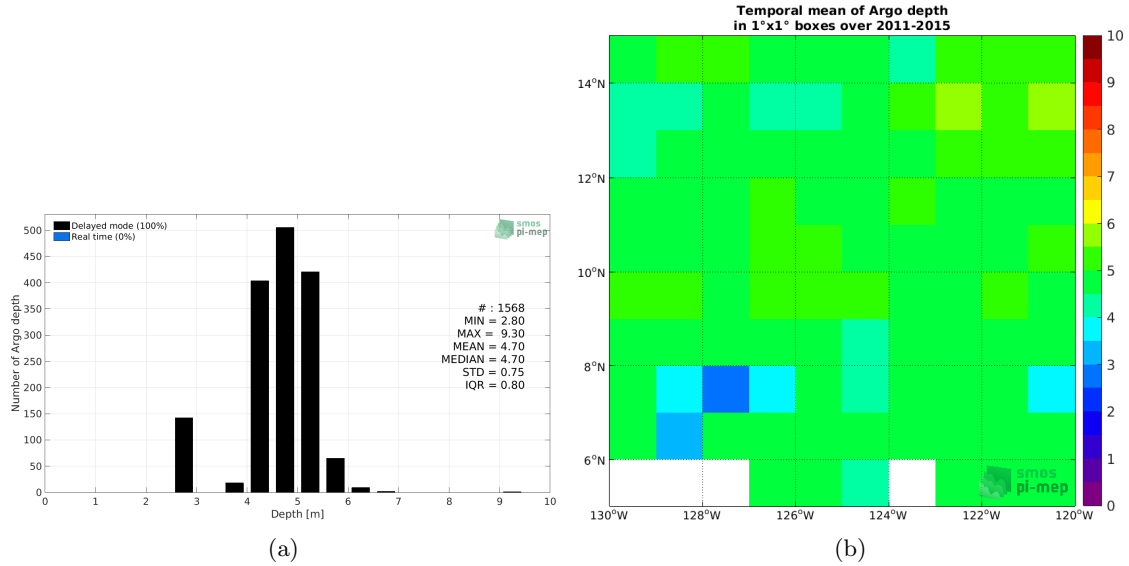 Temporal mean of Argo depth
in 1°x1° boxes over 2011-2015
Delayed mode (100%)
Real time (0%)
smos
pi-mep
# : 1568
MIN = 2.80
MAX = 9.30
MEAN = 4.70
MEDIAN = 4.70
STD = 0.75
IQR = 0.80
Number of Argo depth
500
450
400
350
300
250
200
150
100
50
0
0 1 2 3 4 5 6 7 8 9 10
Depth [m]
(a)
14°N
12°N
10°N
8°N
6°N
130°W 128°W 126°W 124°W 122°W 120°W
smos
pi-mep
10
9
8
7
6
5
4
3
2
1
0
(b)